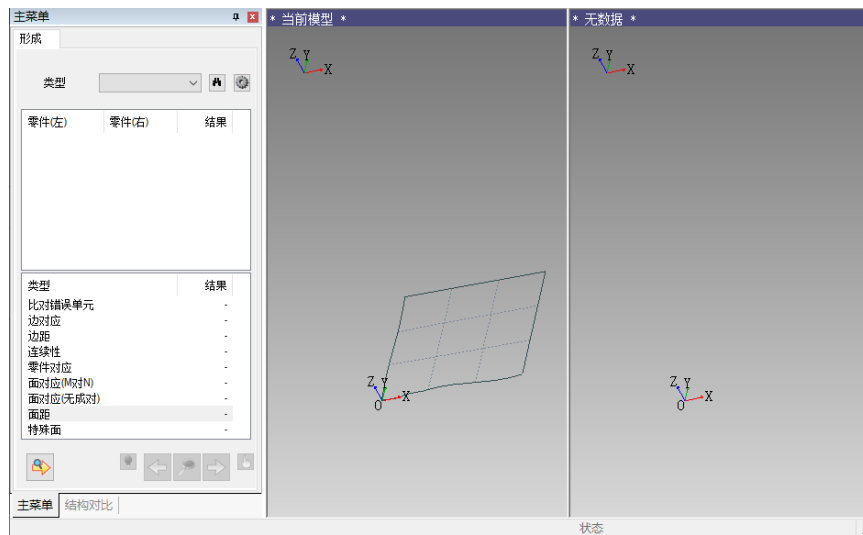 主菜单
形成
类型
零件(左) 零件(右) 结果
类型 结果
比对错误单元 -
边对应 -
边距 -
连续性 -
零件对应 -
面对应(M对N) -
面对应(无成对) -
面距 -
特殊面 -
主菜单 结构对比
* 当前模型 *
Z Y X
Z Y X O
* 无数据 *
Z Y X
Z Y X O
状态